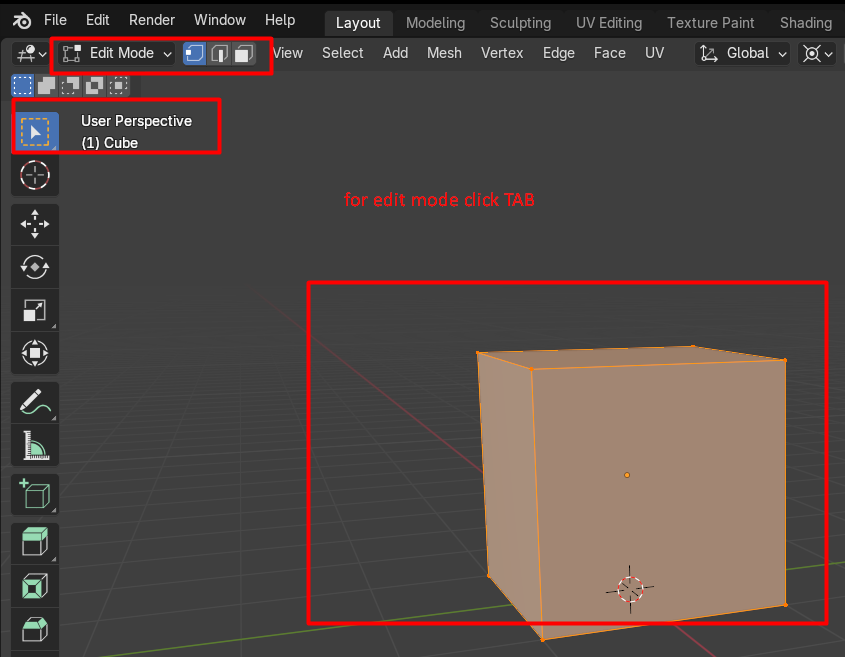 File Edit Render Window Help Layout Modeling Sculpting UV Editing Texture Paint Shading
Edit Mode View Select Add Mesh Vertex Edge Face UV Global
User Perspective
(1) Cube
for edit mode click TAB